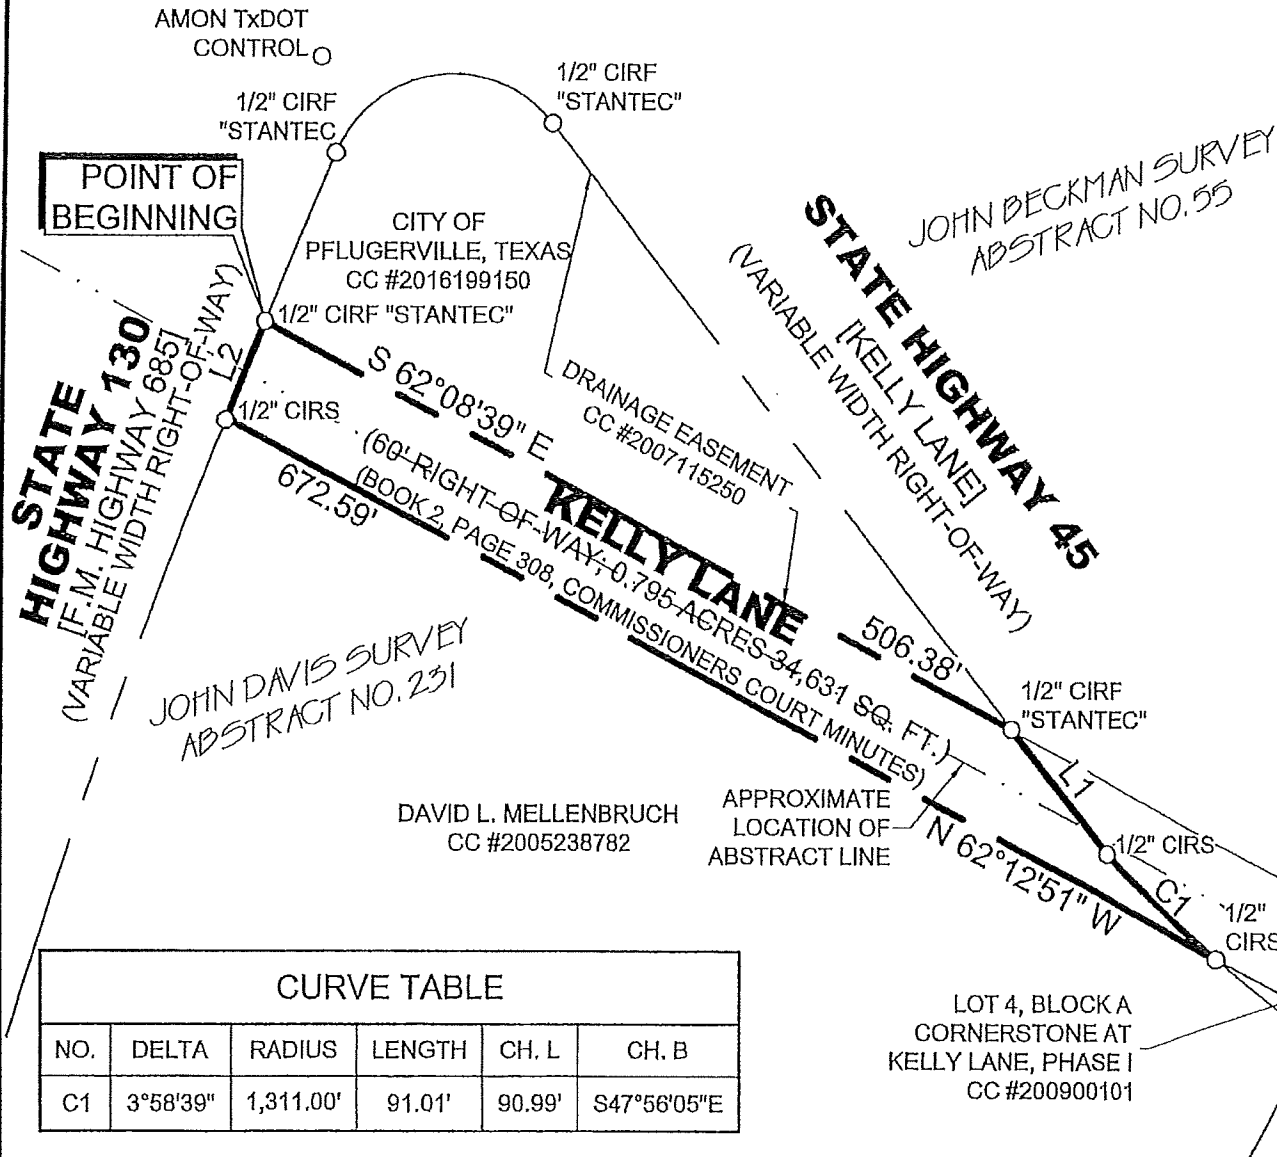 AMON TxDOT
CONTROL
1/2" CIRF
"STANTEC
1/2" CIRF
"STANTEC"
POINT OF
BEGINNING
CITY OF
PFLUGERVILLE, TEXAS
CC #2016199150
1/2" CIRF "STANTEC"
JOHN BECKMAN SURVEY
ABSTRACT NO. 55
STATE HIGHWAY 45
[KELLY LANE]
(VARIABLE WIDTH RIGHT-OF-WAY)
STATE
HIGHWAY 130
[F.M. HIGHWAY 685]
(VARIABLE WIDTH RIGHT-OF-WAY)
L2
1/2" CIRS
S 62°08'39" E
506.38'
DRAINAGE EASEMENT
CC #2007115250
KELLY LANE
(60' RIGHT-OF-WAY; 0.795 ACRES 34,631 SQ. FT.)
(BOOK 2, PAGE 308, COMMISSIONERS COURT MINUTES)
672.59'
N 62°12'51" W
JOHN DAVIS SURVEY
ABSTRACT NO. 231
1/2" CIRF
"STANTEC"
L1
DAVID L. MELLENBRUCH
CC #2005238782
APPROXIMATE
LOCATION OF
ABSTRACT LINE
1/2" CIRS
C1
1/2"
CIRS
LOT 4, BLOCK A
CORNERSTONE AT
KELLY LANE, PHASE I
CC #200900101
CURVE TABLE
NO. DELTA RADIUS LENGTH CH. L CH. B
C1 3°58'39" 1,311.00' 91.01' 90.99' S47°56'05"E